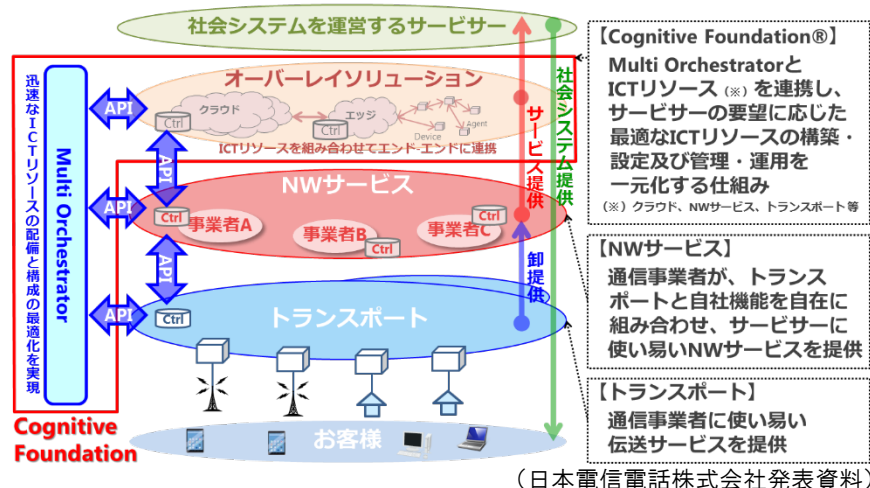 社会システムを運営するサービサー
オーバーレイソリューション
クラウド
エッジ
Ctrl
Ctrl
Device
Agent
ICTリソースを組み合わせてエンド-エンドに連携
API
API
NWサービス
API
Ctrl
事業者A
事業者B
Ctrl
事業者C
Ctrl
API
トランスポート
API
Ctrl
お客様
迅速なICTリソースの配備と構成の最適化を実現
Multi Orchestrator
Cognitive
Foundation
サービス提供
卸提供
社会システム提供
【Cognitive Foundation®】
Multi Orchestratorと
ICTリソース（※）を連携し、
サービサーの要望に応じた
最適なICTリソースの構築・
設定及び管理・運用を
一元化する仕組み
（※）クラウド、NWサービス、トランスポート等
【NWサービス】
通信事業者が、トランス
ポートと自社機能を自在に
組み合わせ、サービサーに
使い易いNWサービスを提供
【トランスポート】
通信事業者に使い易い
伝送サービスを提供
（日本電信電話株式会社発表資料）